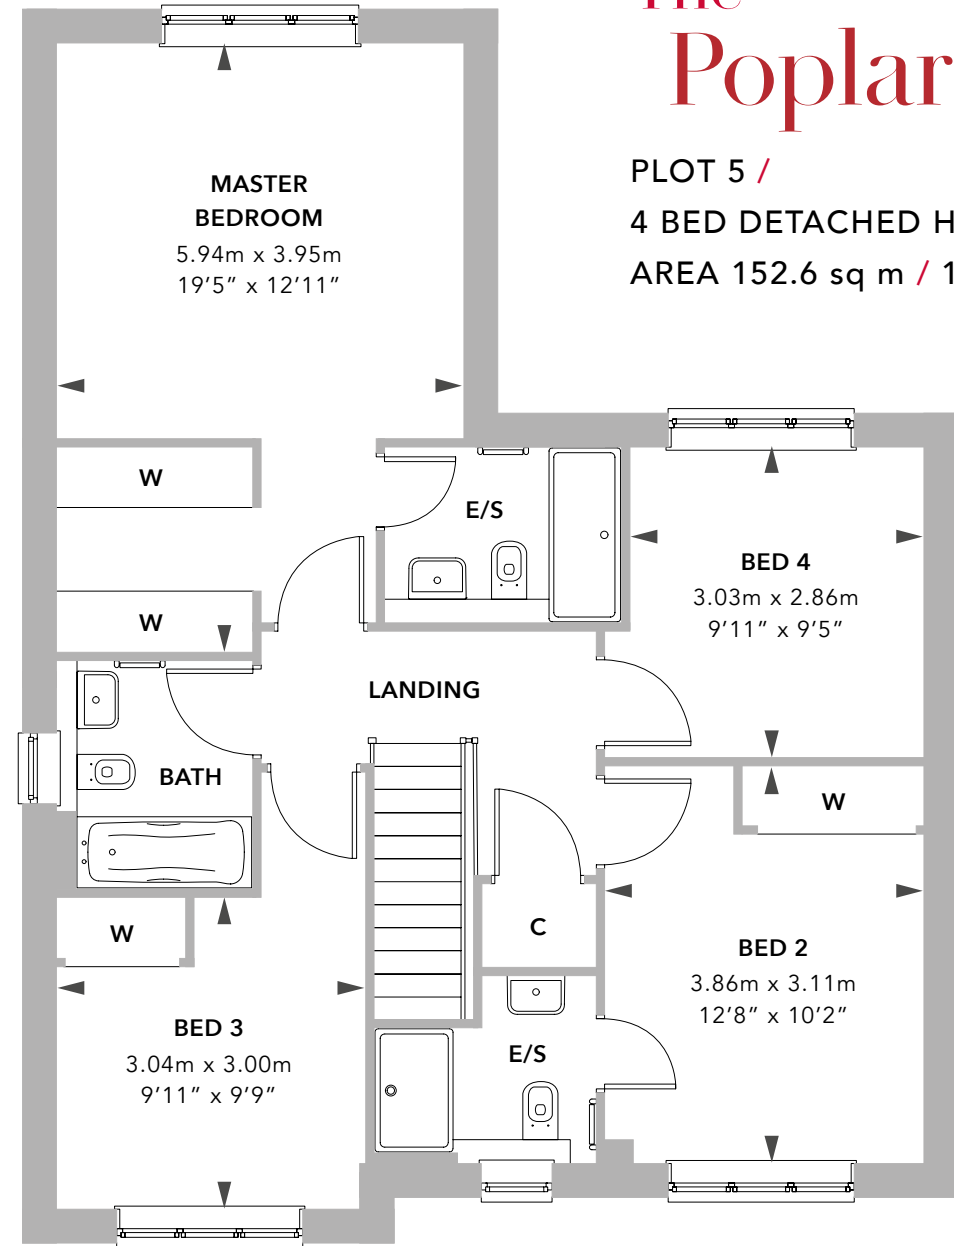 The
Poplar
PLOT 5 /
4 BED DETACHED H
AREA 152.6 sq m / 1
MASTER
BEDROOM
5.94m x 3.95m
19’5” x 12’11”
W
E/S
BED 4
3.03m x 2.86m
9’11” x 9’5”
W
LANDING
BATH
W
W
C
BED 2
3.86m x 3.11m
12’8” x 10’2”
BED 3
3.04m x 3.00m
9’11” x 9’9”
E/S